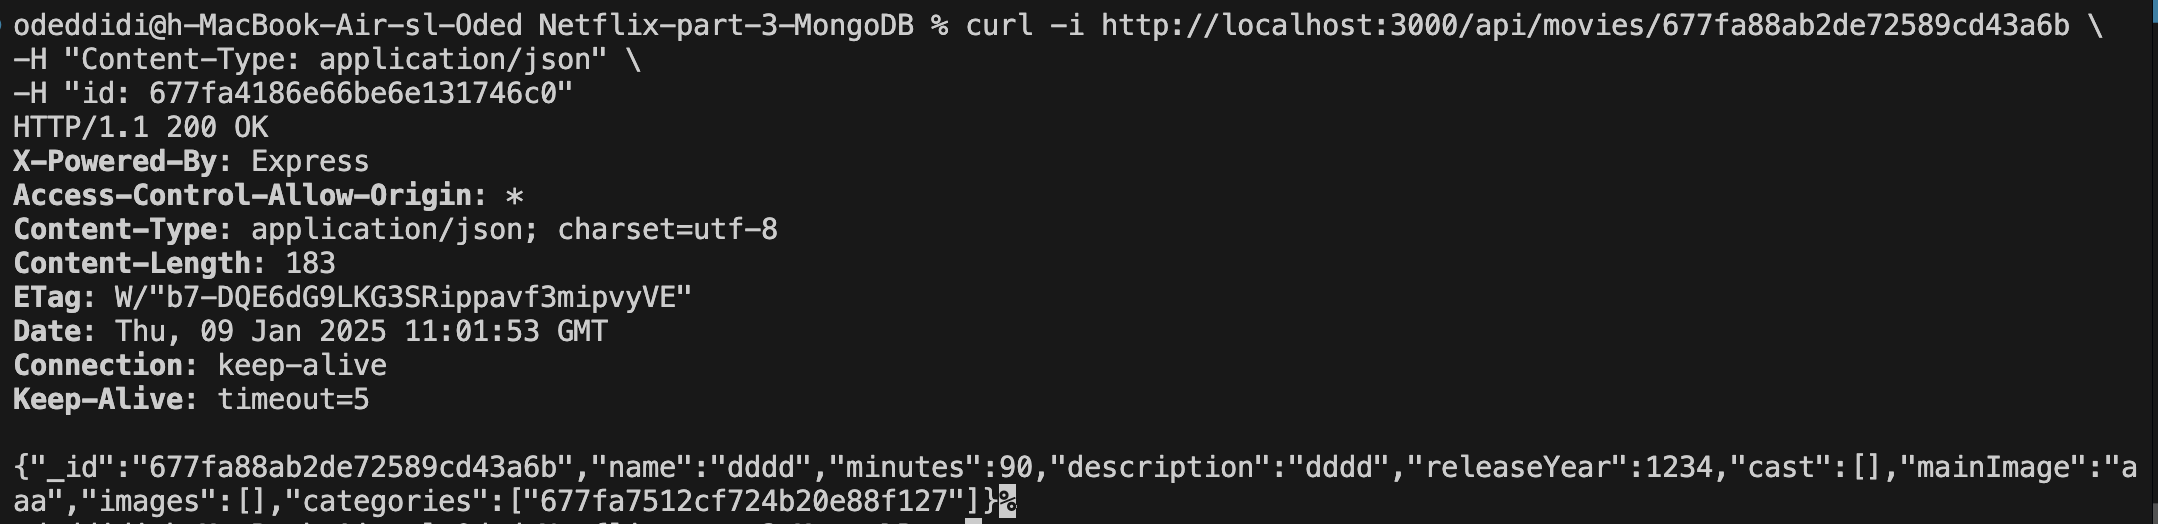 odeddidi@h-MacBook-Air-sl-Oded Netflix-part-3-MongoDB % curl -i http://localhost:3000/api/movies/677fa88ab2de72589cd43a6b \
-H "Content-Type: application/json" \
-H "id: 677fa4186e66be6e131746c0"
HTTP/1.1 200 OK
X-Powered-By: Express
Access-Control-Allow-Origin: *
Content-Type: application/json; charset=utf-8
Content-Length: 183
ETag: W/"b7-DQE6dG9LKG3SRippavf3mipvyVE"
Date: Thu, 09 Jan 2025 11:01:53 GMT
Connection: keep-alive
Keep-Alive: timeout=5
{"_id":"677fa88ab2de72589cd43a6b","name":"dddd","minutes":90,"description":"dddd","releaseYear":1234,"cast":[],"mainImage":"a
aa","images":[],"categories":["677fa7512cf724b20e88f127"]}%